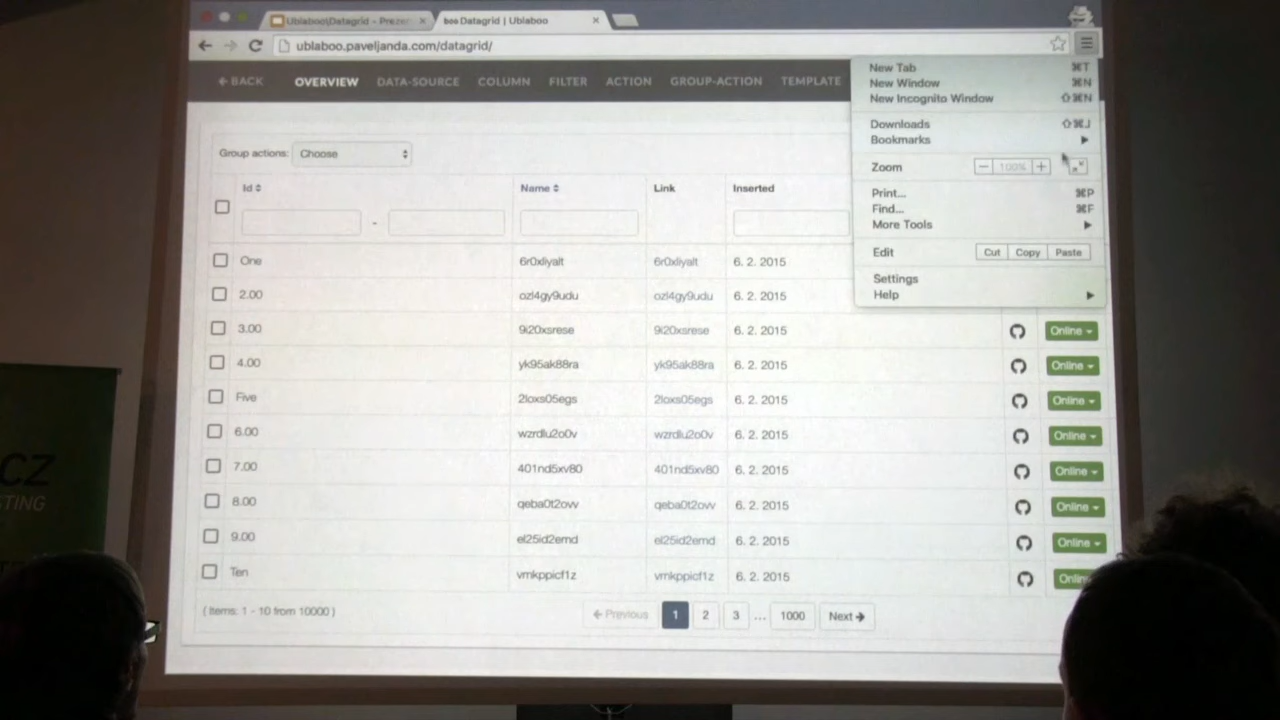 Ublaboo\Datagrid - Prezen
boo Datagrid | Ublaboo
ublaboo.paveljanda.com/datagrid/
← BACK OVERVIEW DATA-SOURCE COLUMN FILTER ACTION GROUP-ACTION TEMPLATE
New Tab ⌘T
New Window ⌘N
New Incognito Window ⇧⌘N
Downloads ⇧⌘J
Bookmarks
Zoom − 100% +
Print... ⌘P
Find... ⌘F
More Tools
Edit Cut Copy Paste
Settings
Help
Group actions: Choose
Id Name Link Inserted
-
One 6r0xliyalt 6r0xliyalt 6. 2. 2015
2.00 ozl4gy9udu ozl4gy9udu 6. 2. 2015
3.00 9i20xsrese 9i20xsrese 6. 2. 2015 Online
4.00 yk95ak88ra yk95ak88ra 6. 2. 2015 Online
Five 2loxs05egs 2loxs05egs 6. 2. 2015 Online
6.00 wzrdlu2o0v wzrdlu2o0v 6. 2. 2015 Online
7.00 401nd5xv80 401nd5xv80 6. 2. 2015 Online
8.00 qeba0t2ovv qeba0t2ovv 6. 2. 2015 Online
9.00 el25id2emd el25id2emd 6. 2. 2015 Online
Ten vmkppicf1z vmkppicf1z 6. 2. 2015 Online
( Items: 1 - 10 from 10000 )
← Previous 1 2 3 ... 1000 Next →
CZ
STING